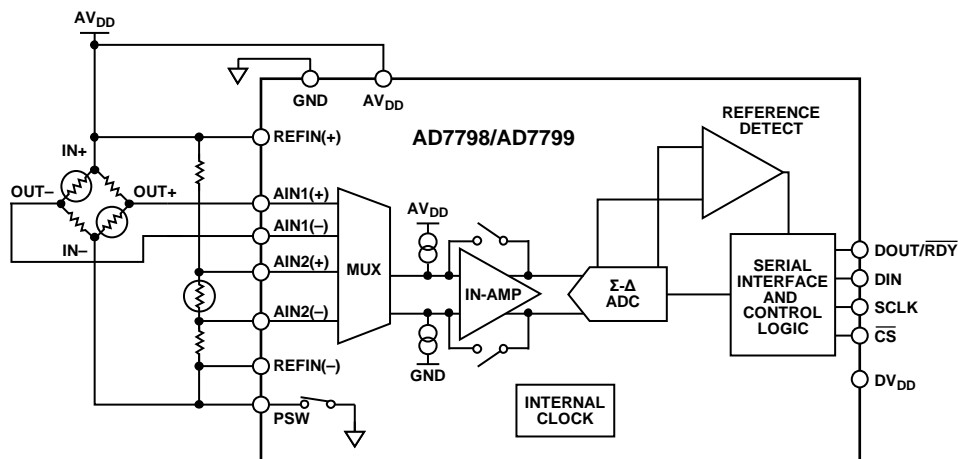 AVDD
GND
AVDD
REFERENCE
DETECT
AD7798/AD7799
REFIN(+)
IN+
OUT–
OUT+
AIN1(+)
AVDD
AIN1(–)
DOUT/RDY
IN–
AIN2(+)
MUX
IN-AMP
Σ-Δ
ADC
SERIAL
INTERFACE
AND
CONTROL
LOGIC
DIN
SCLK
AIN2(–)
CS
GND
REFIN(–)
DVDD
PSW
INTERNAL
CLOCK